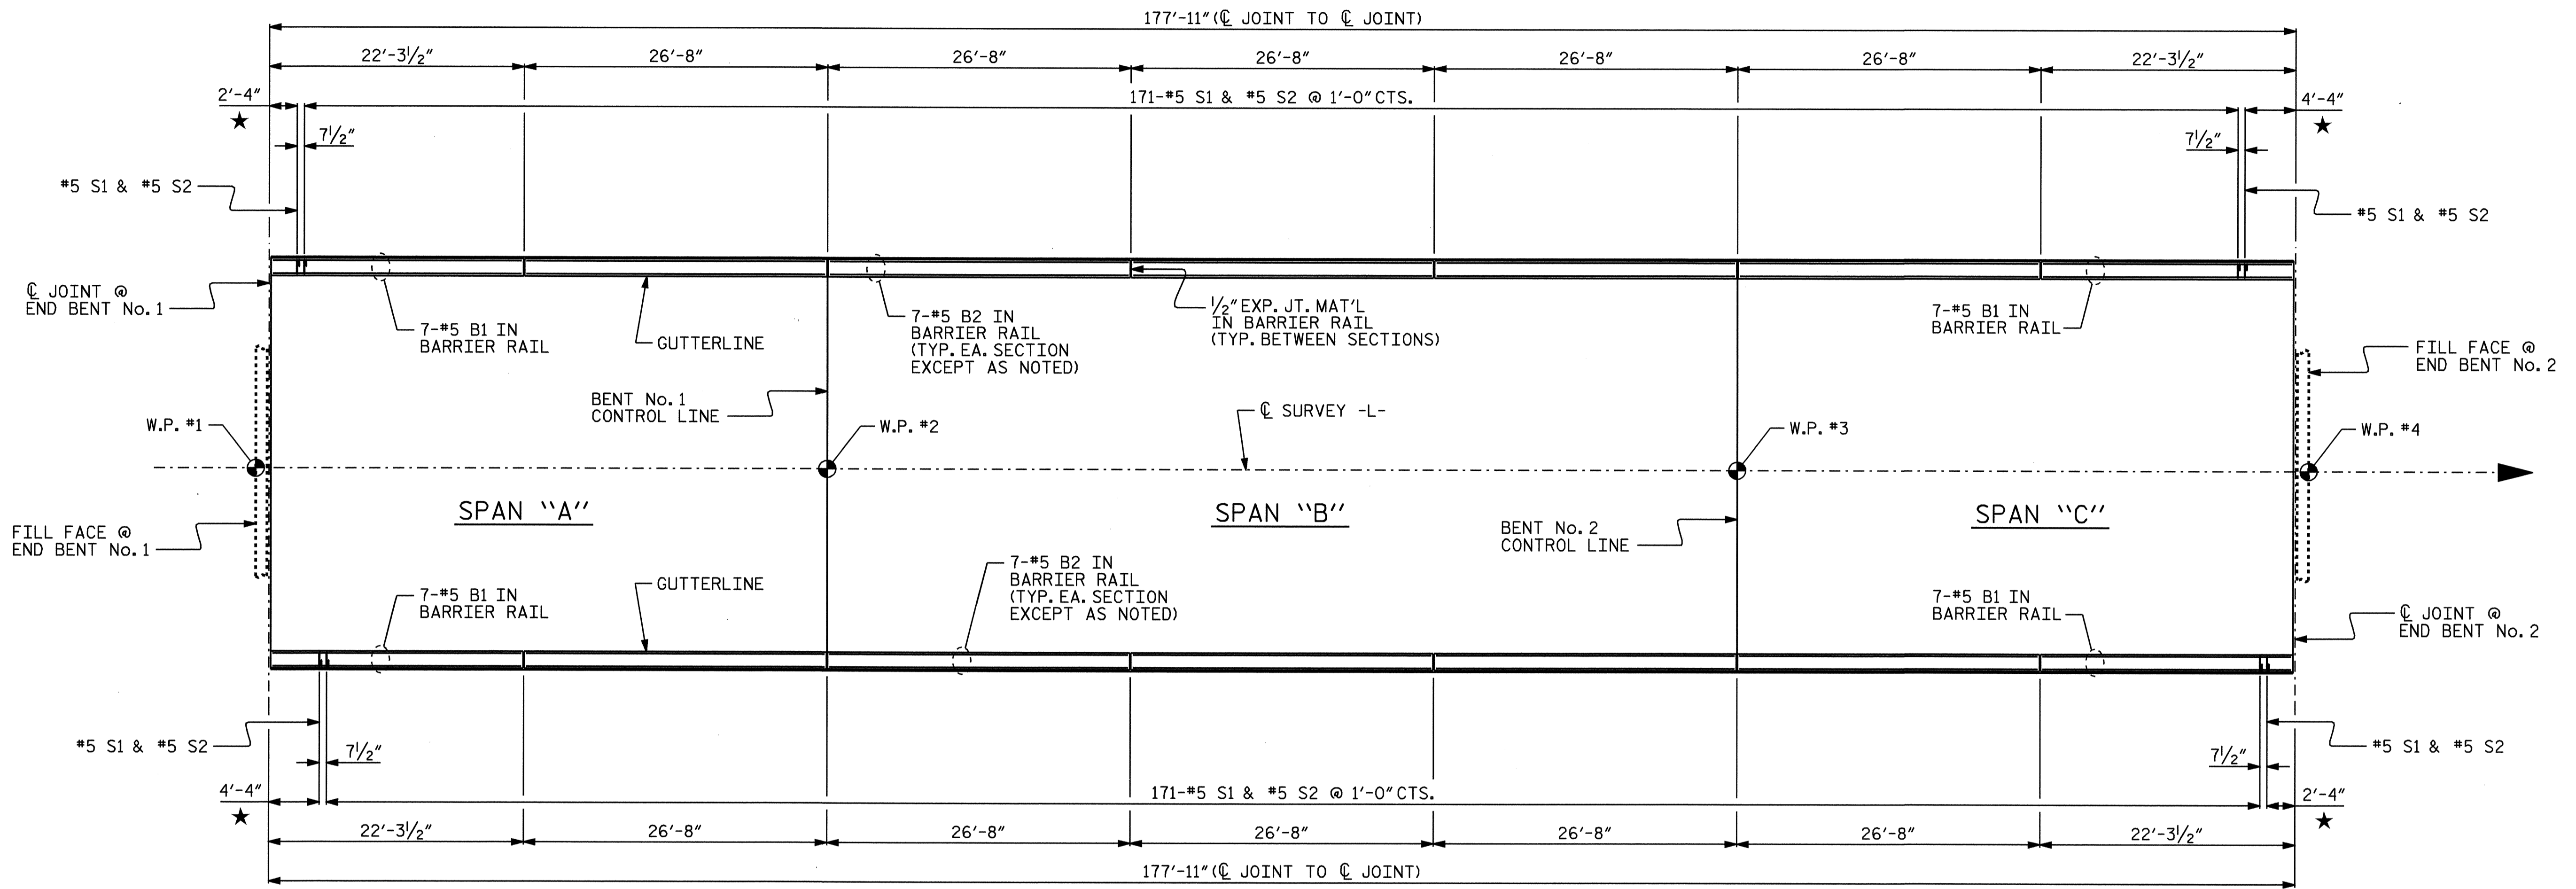 177'-11" (℄ JOINT TO ℄ JOINT)
22'-3½" 26'-8" 26'-8" 26'-8" 26'-8" 26'-8" 22'-3½"
2'-4" 171-#5 S1 & #5 S2 @ 1'-0" CTS. 4'-4"
★ ★
7½" 7½"
#5 S1 & #5 S2
#5 S1 & #5 S2
℄ JOINT @
END BENT No. 1
7-#5 B1 IN
BARRIER RAIL
GUTTERLINE
7-#5 B2 IN
BARRIER RAIL
(TYP. EA. SECTION
EXCEPT AS NOTED)
½" EXP. JT. MAT'L
IN BARRIER RAIL
(TYP. BETWEEN SECTIONS)
7-#5 B1 IN
BARRIER RAIL
FILL FACE @
END BENT No. 2
BENT No. 1
CONTROL LINE
℄ SURVEY -L-
W.P. #1
W.P. #2
W.P. #3
W.P. #4
SPAN "A"
SPAN "B"
SPAN "C"
FILL FACE @
END BENT No. 1
BENT No. 2
CONTROL LINE
7-#5 B1 IN
BARRIER RAIL
GUTTERLINE
7-#5 B2 IN
BARRIER RAIL
(TYP. EA. SECTION
EXCEPT AS NOTED)
7-#5 B1 IN
BARRIER RAIL
℄ JOINT @
END BENT No. 2
#5 S1 & #5 S2
#5 S1 & #5 S2
7½" 7½"
4'-4" 171-#5 S1 & #5 S2 @ 1'-0" CTS. 2'-4"
★ ★
22'-3½" 26'-8" 26'-8" 26'-8" 26'-8" 26'-8" 22'-3½"
177'-11" (℄ JOINT TO ℄ JOINT)